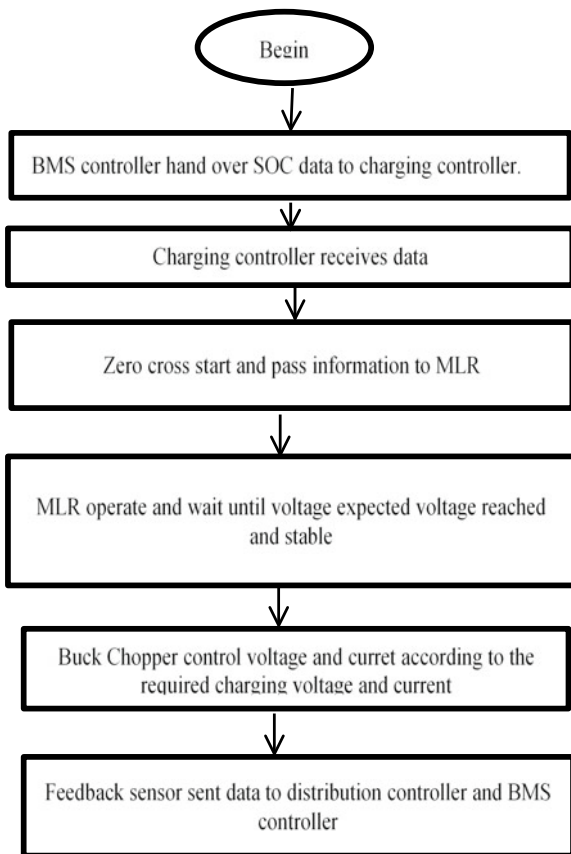 Begin
BMS controller hand over SOC data to charging controller.
Charging controller receives data
Zero cross start and pass information to MLR
MLR operate and wait until voltage expected voltage reached
and stable
Buck Chopper control voltage and curret according to the
required charging voltage and current
Feedback sensor sent data to distribution controller and BMS
controller